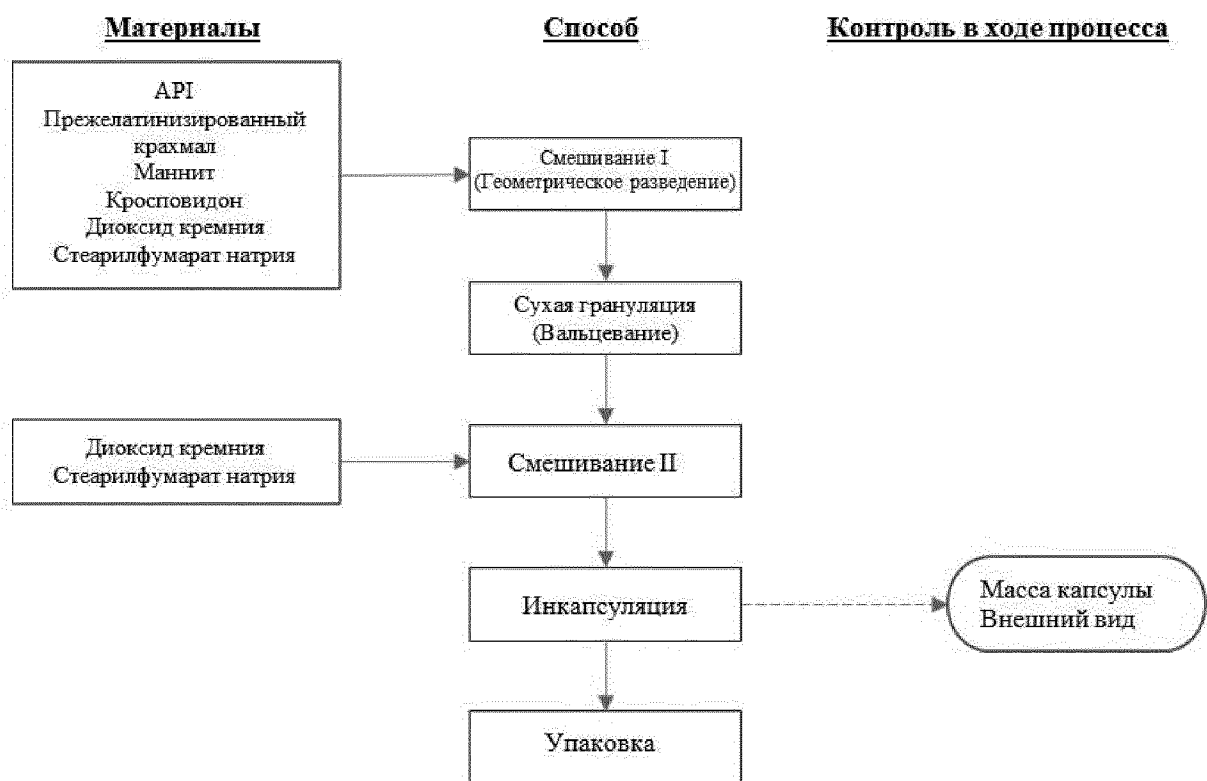 Материалы
Способ
Контроль в ходе процесса
API
Прежелатинизированный
крахмал
Маннит
Кросповидон
Диоксид кремния
Стеарилфумарат натрия
Смешивание I
(Геометрическое разведение)
Сухая грануляция
(Вальцевание)
Диоксид кремния
Стеарилфумарат натрия
Смешивание II
Инкапсуляция
Масса капсулы
Внешний вид
Упаковка